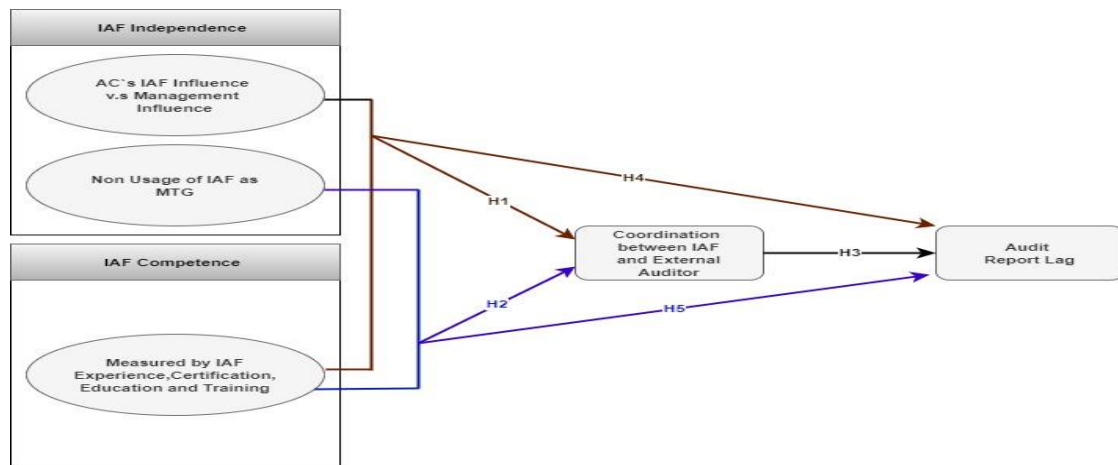 IAF Independence
AC`s IAF Influence
v.s Management
Influence
Non Usage of IAF as
MTG
H4
H1
Coordination
between IAF
and External
Auditor
H3
Audit
Report Lag
IAF Competence
H2
H5
Measured by IAF
Experience,Certification,
Education and Training